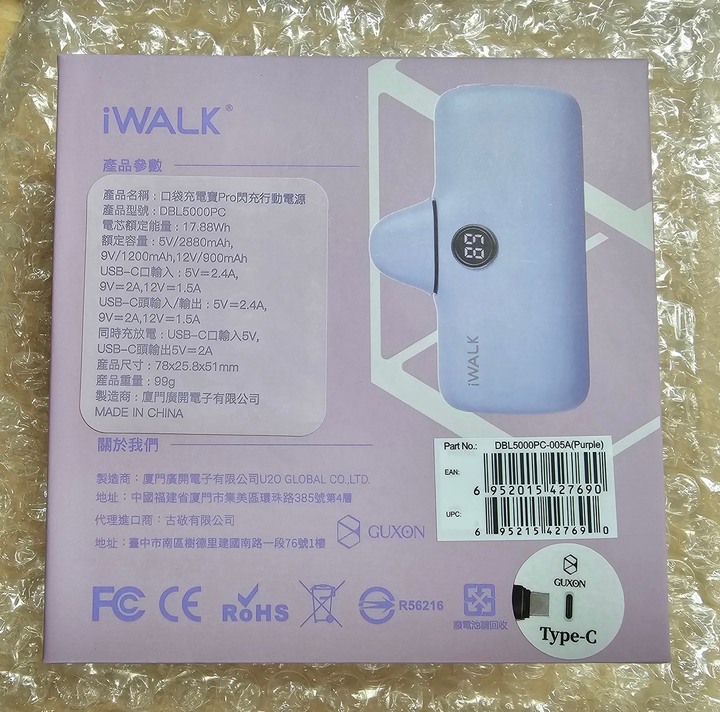 iWALK®
產品參數
產品名稱：口袋充電寶Pro閃充行動電源
產品型號：DBL5000PC
電芯額定能量：17.88Wh
額定容量：5V/2880mAh,
9V/1200mAh,12V/900mAh
USB-C口輸入：5V=2.4A,
9V=2A,12V=1.5A
USB-C頭輸入/輸出：5V=2.4A,
9V=2A,12V=1.5A
同時充放電：USB-C口輸入5V,
USB-C頭輸出5V=2A
產品尺寸：78x25.8x51mm
產品重量：99g
製造商：廈門廣開電子有限公司
MADE IN CHINA
89
iWALK
關於我們
製造商：廈門廣開電子有限公司U2O GLOBAL CO.,LTD.
地址：中國福建省廈門市集美區環珠路385號第4層
代理進口商：古敬有限公司
地址：臺中市南區樹德里建國南路一段76號1樓
GUXON
Part No.: DBL5000PC-005A(Purple)
EAN:
6 952015 427690
UPC:
6 95215 42769 0
FC CE RoHS R56216
廢電池請回收
GUXON
Type-C